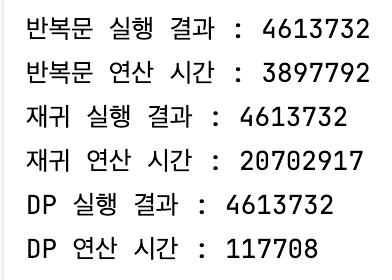 반복문 실행 결과 : 4613732
반복문 연산 시간 : 3897792
재귀 실행 결과 : 4613732
재귀 연산 시간 : 20702917
DP 실행 결과 : 4613732
DP 연산 시간 : 117708